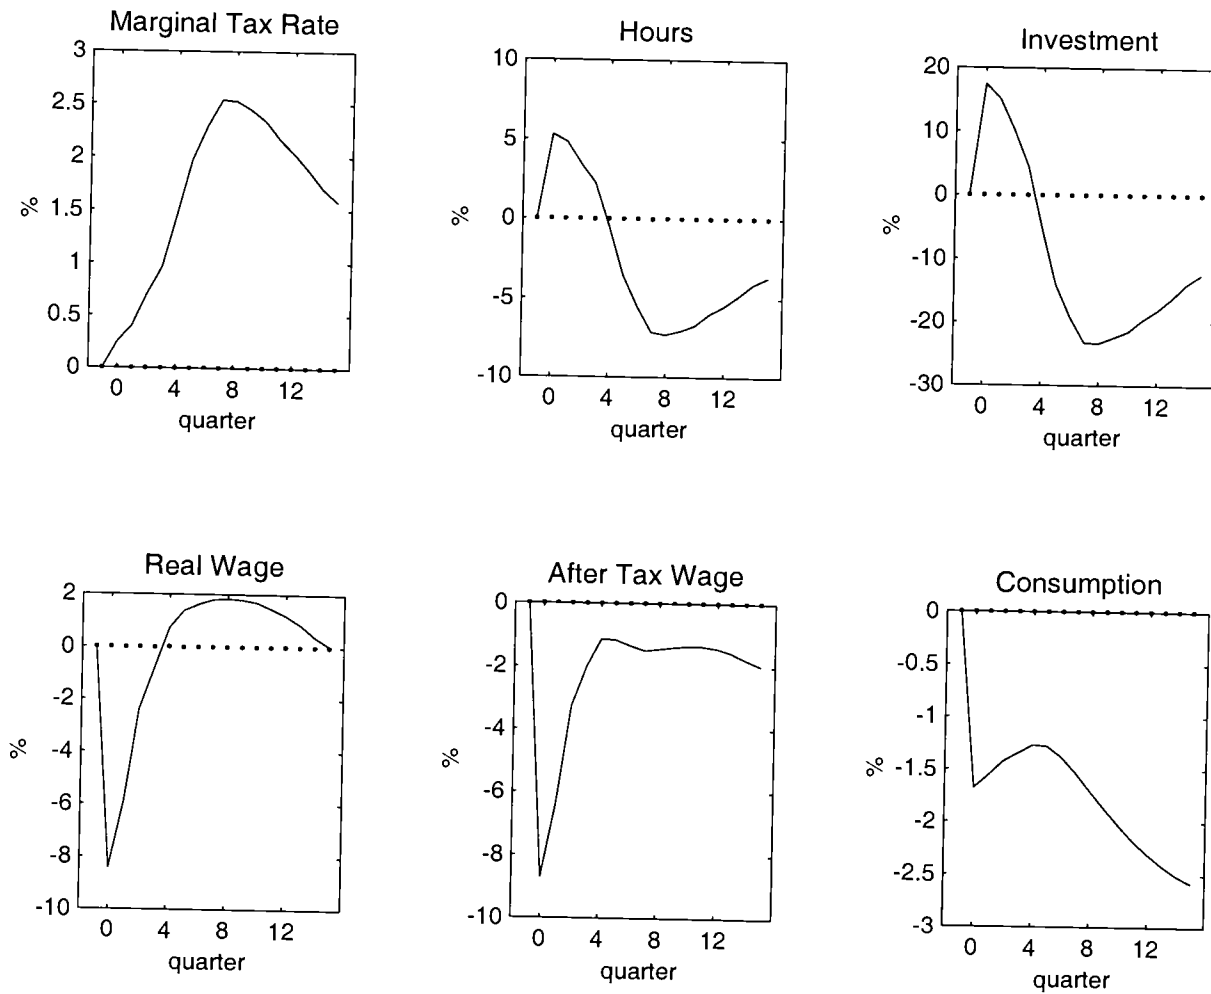 Marginal Tax Rate
3
2.5
2
1.5
1
0.5
0
%
0 4 8 12
quarter
Hours
10
5
0
-5
-10
%
0 4 8 12
quarter
Investment
20
10
0
-10
-20
-30
%
0 4 8 12
quarter
Real Wage
2
0
-2
-4
-6
-8
-10
%
0 4 8 12
quarter
After Tax Wage
0
-2
-4
-6
-8
-10
%
0 4 8 12
quarter
Consumption
0
-0.5
-1
-1.5
-2
-2.5
-3
%
0 4 8 12
quarter